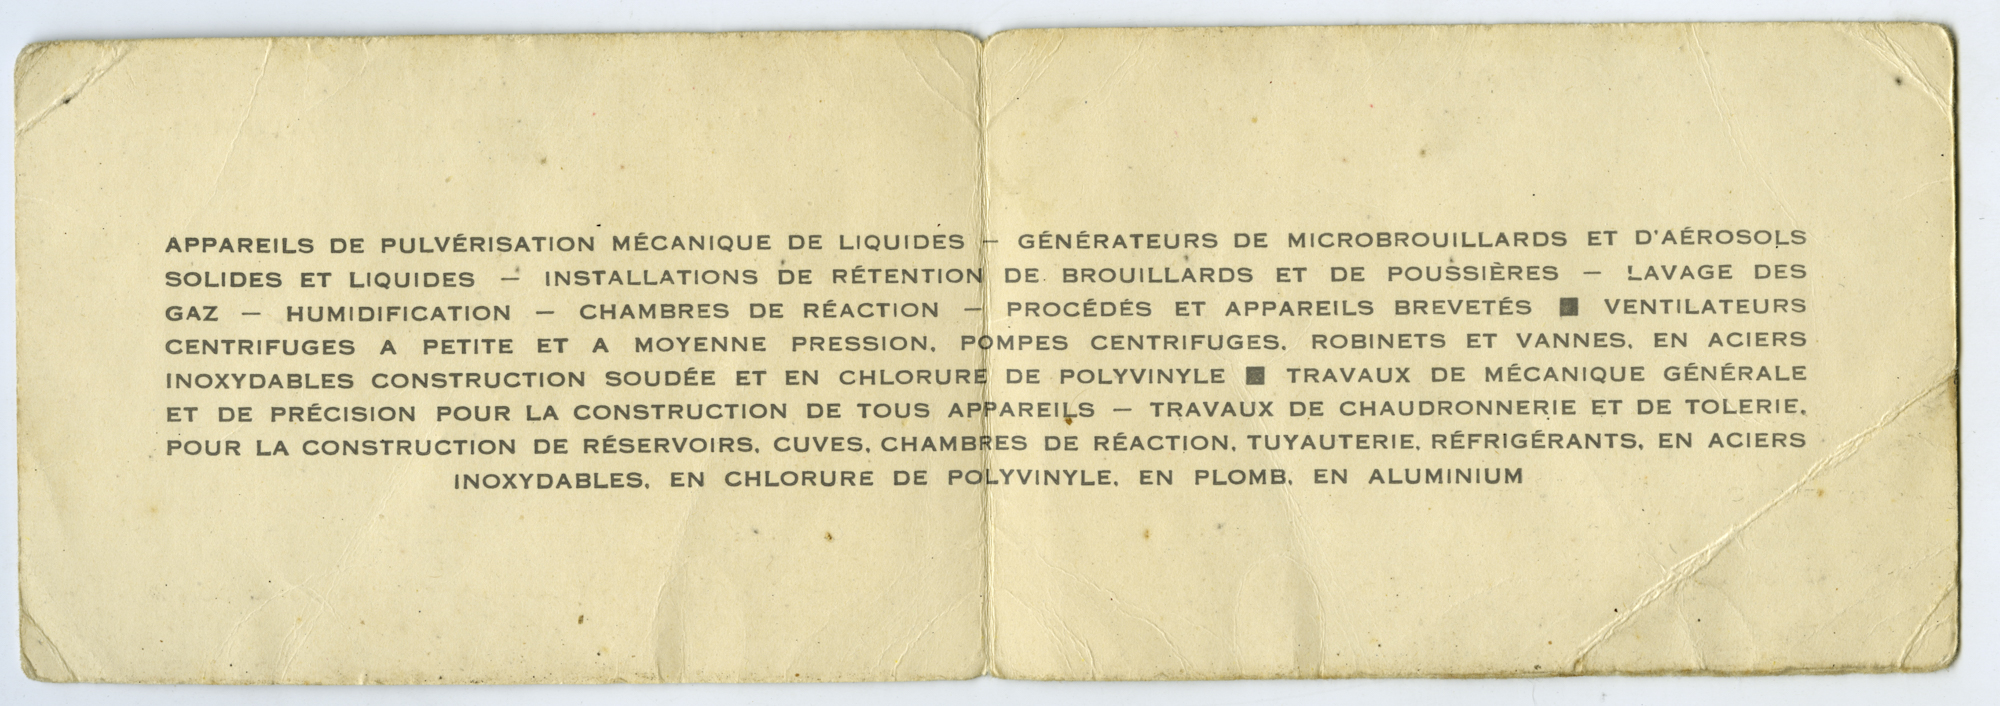 APPAREILS DE PULVÉRISATION MÉCANIQUE DE LIQUIDES — GÉNÉRATEURS DE MICROBROUILLARDS ET D'AÉROSOLS
SOLIDES ET LIQUIDES — INSTALLATIONS DE RÉTENTION DE BROUILLARDS ET DE POUSSIÈRES — LAVAGE DES
GAZ — HUMIDIFICATION — CHAMBRES DE RÉACTION — PROCÉDÉS ET APPAREILS BREVETÉS ■ VENTILATEURS
CENTRIFUGES A PETITE ET A MOYENNE PRESSION, POMPES CENTRIFUGES, ROBINETS ET VANNES, EN ACIERS
INOXYDABLES CONSTRUCTION SOUDÉE ET EN CHLORURE DE POLYVINYLE ■ TRAVAUX DE MÉCANIQUE GÉNÉRALE
ET DE PRÉCISION POUR LA CONSTRUCTION DE TOUS APPAREILS — TRAVAUX DE CHAUDRONNERIE ET DE TOLERIE,
POUR LA CONSTRUCTION DE RÉSERVOIRS, CUVES, CHAMBRES DE RÉACTION, TUYAUTERIE, RÉFRIGÉRANTS, EN ACIERS
INOXYDABLES, EN CHLORURE DE POLYVINYLE, EN PLOMB, EN ALUMINIUM